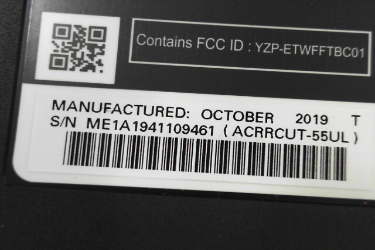 Contains FCC ID : YZP-ETWFFTBC01
MANUFACTURED: OCTOBER 2019 T
S/N ME1A1941109461 ( ACRRCUT-55UL )